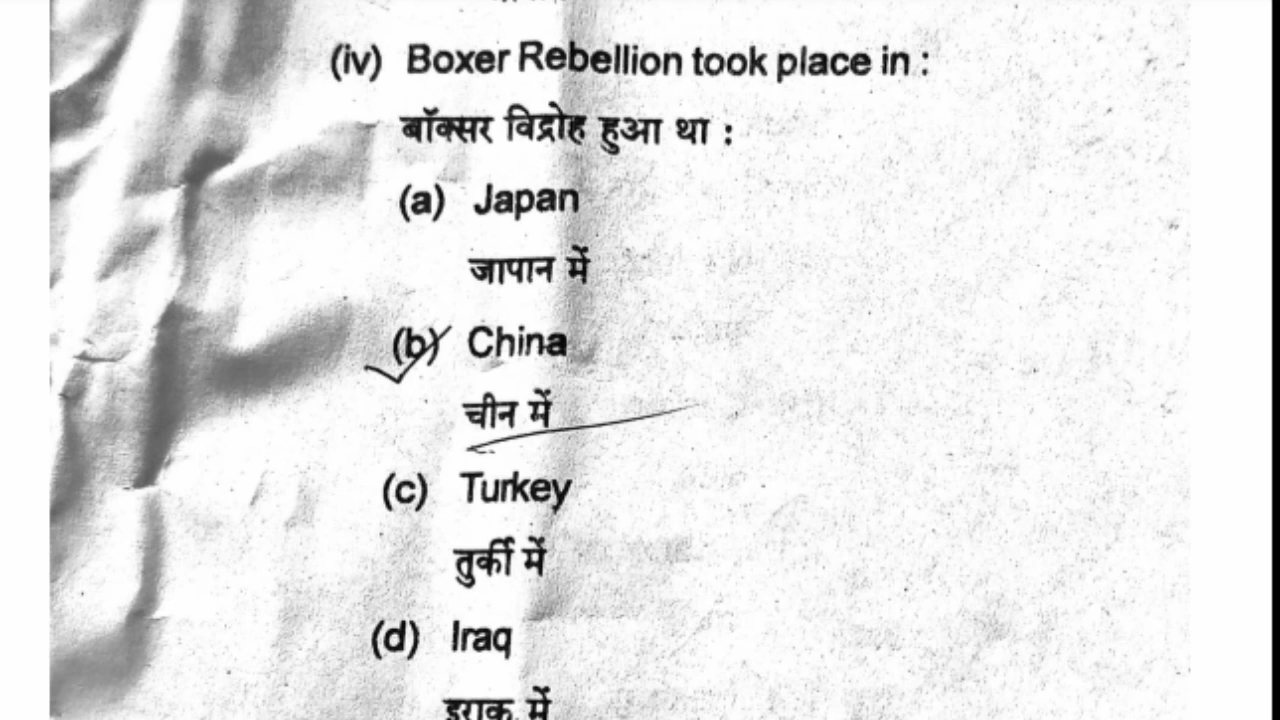 (iv) Boxer Rebellion took place in :
बॉक्सर विद्रोह हुआ था :
(a) Japan
जापान में
(b) China
चीन में
(c) Turkey
तुर्की में
(d) Iraq
इराक में